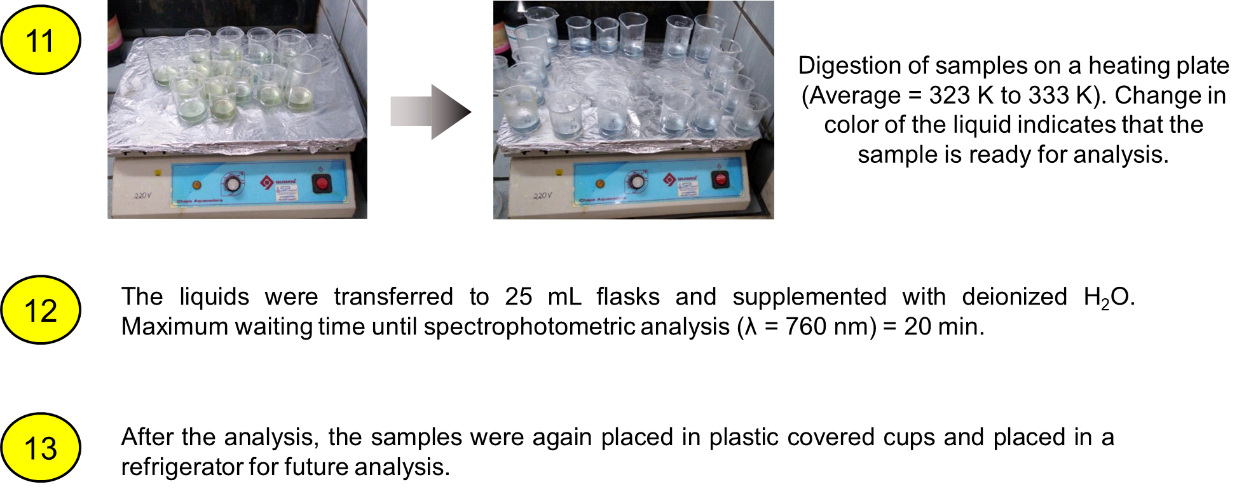 11
Digestion of samples on a heating plate
(Average = 323 K to 333 K). Change in
color of the liquid indicates that the
sample is ready for analysis.
220V
220V
12
The liquids were transferred to 25 mL flasks and supplemented with deionized H₂O.
Maximum waiting time until spectrophotometric analysis (λ = 760 nm) = 20 min.
13
After the analysis, the samples were again placed in plastic covered cups and placed in a
refrigerator for future analysis.